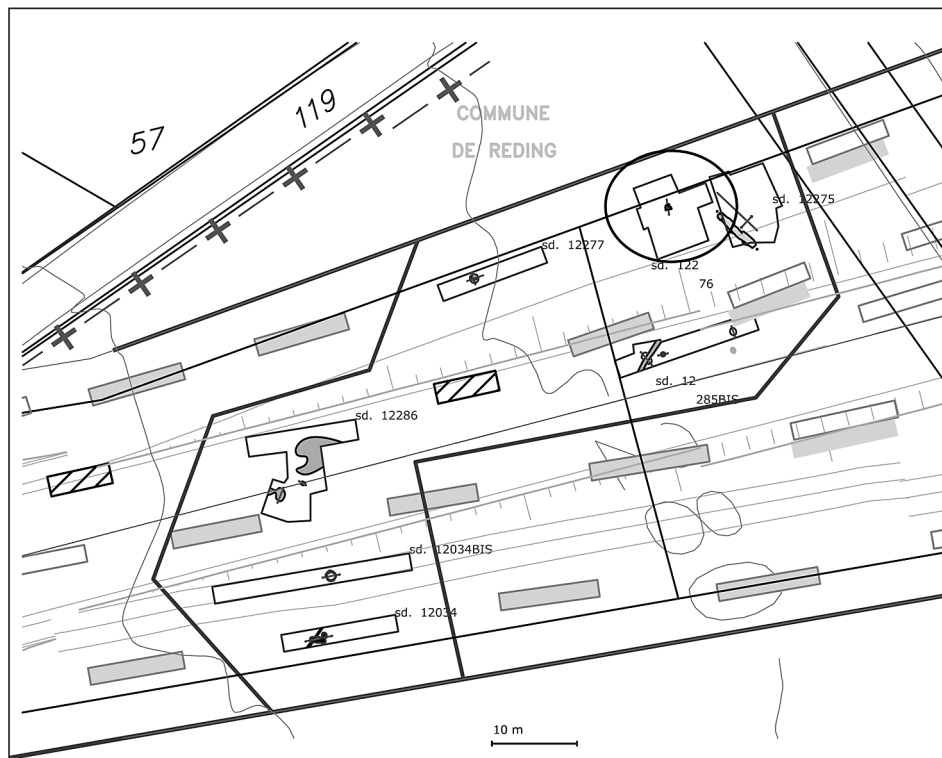 57
119
COMMUNE
DE REDING
sd. 12275
sd. 12277
sd. 122
76
sd. 12
285BIS
sd. 12286
sd. 12034BIS
sd. 12034
10 m